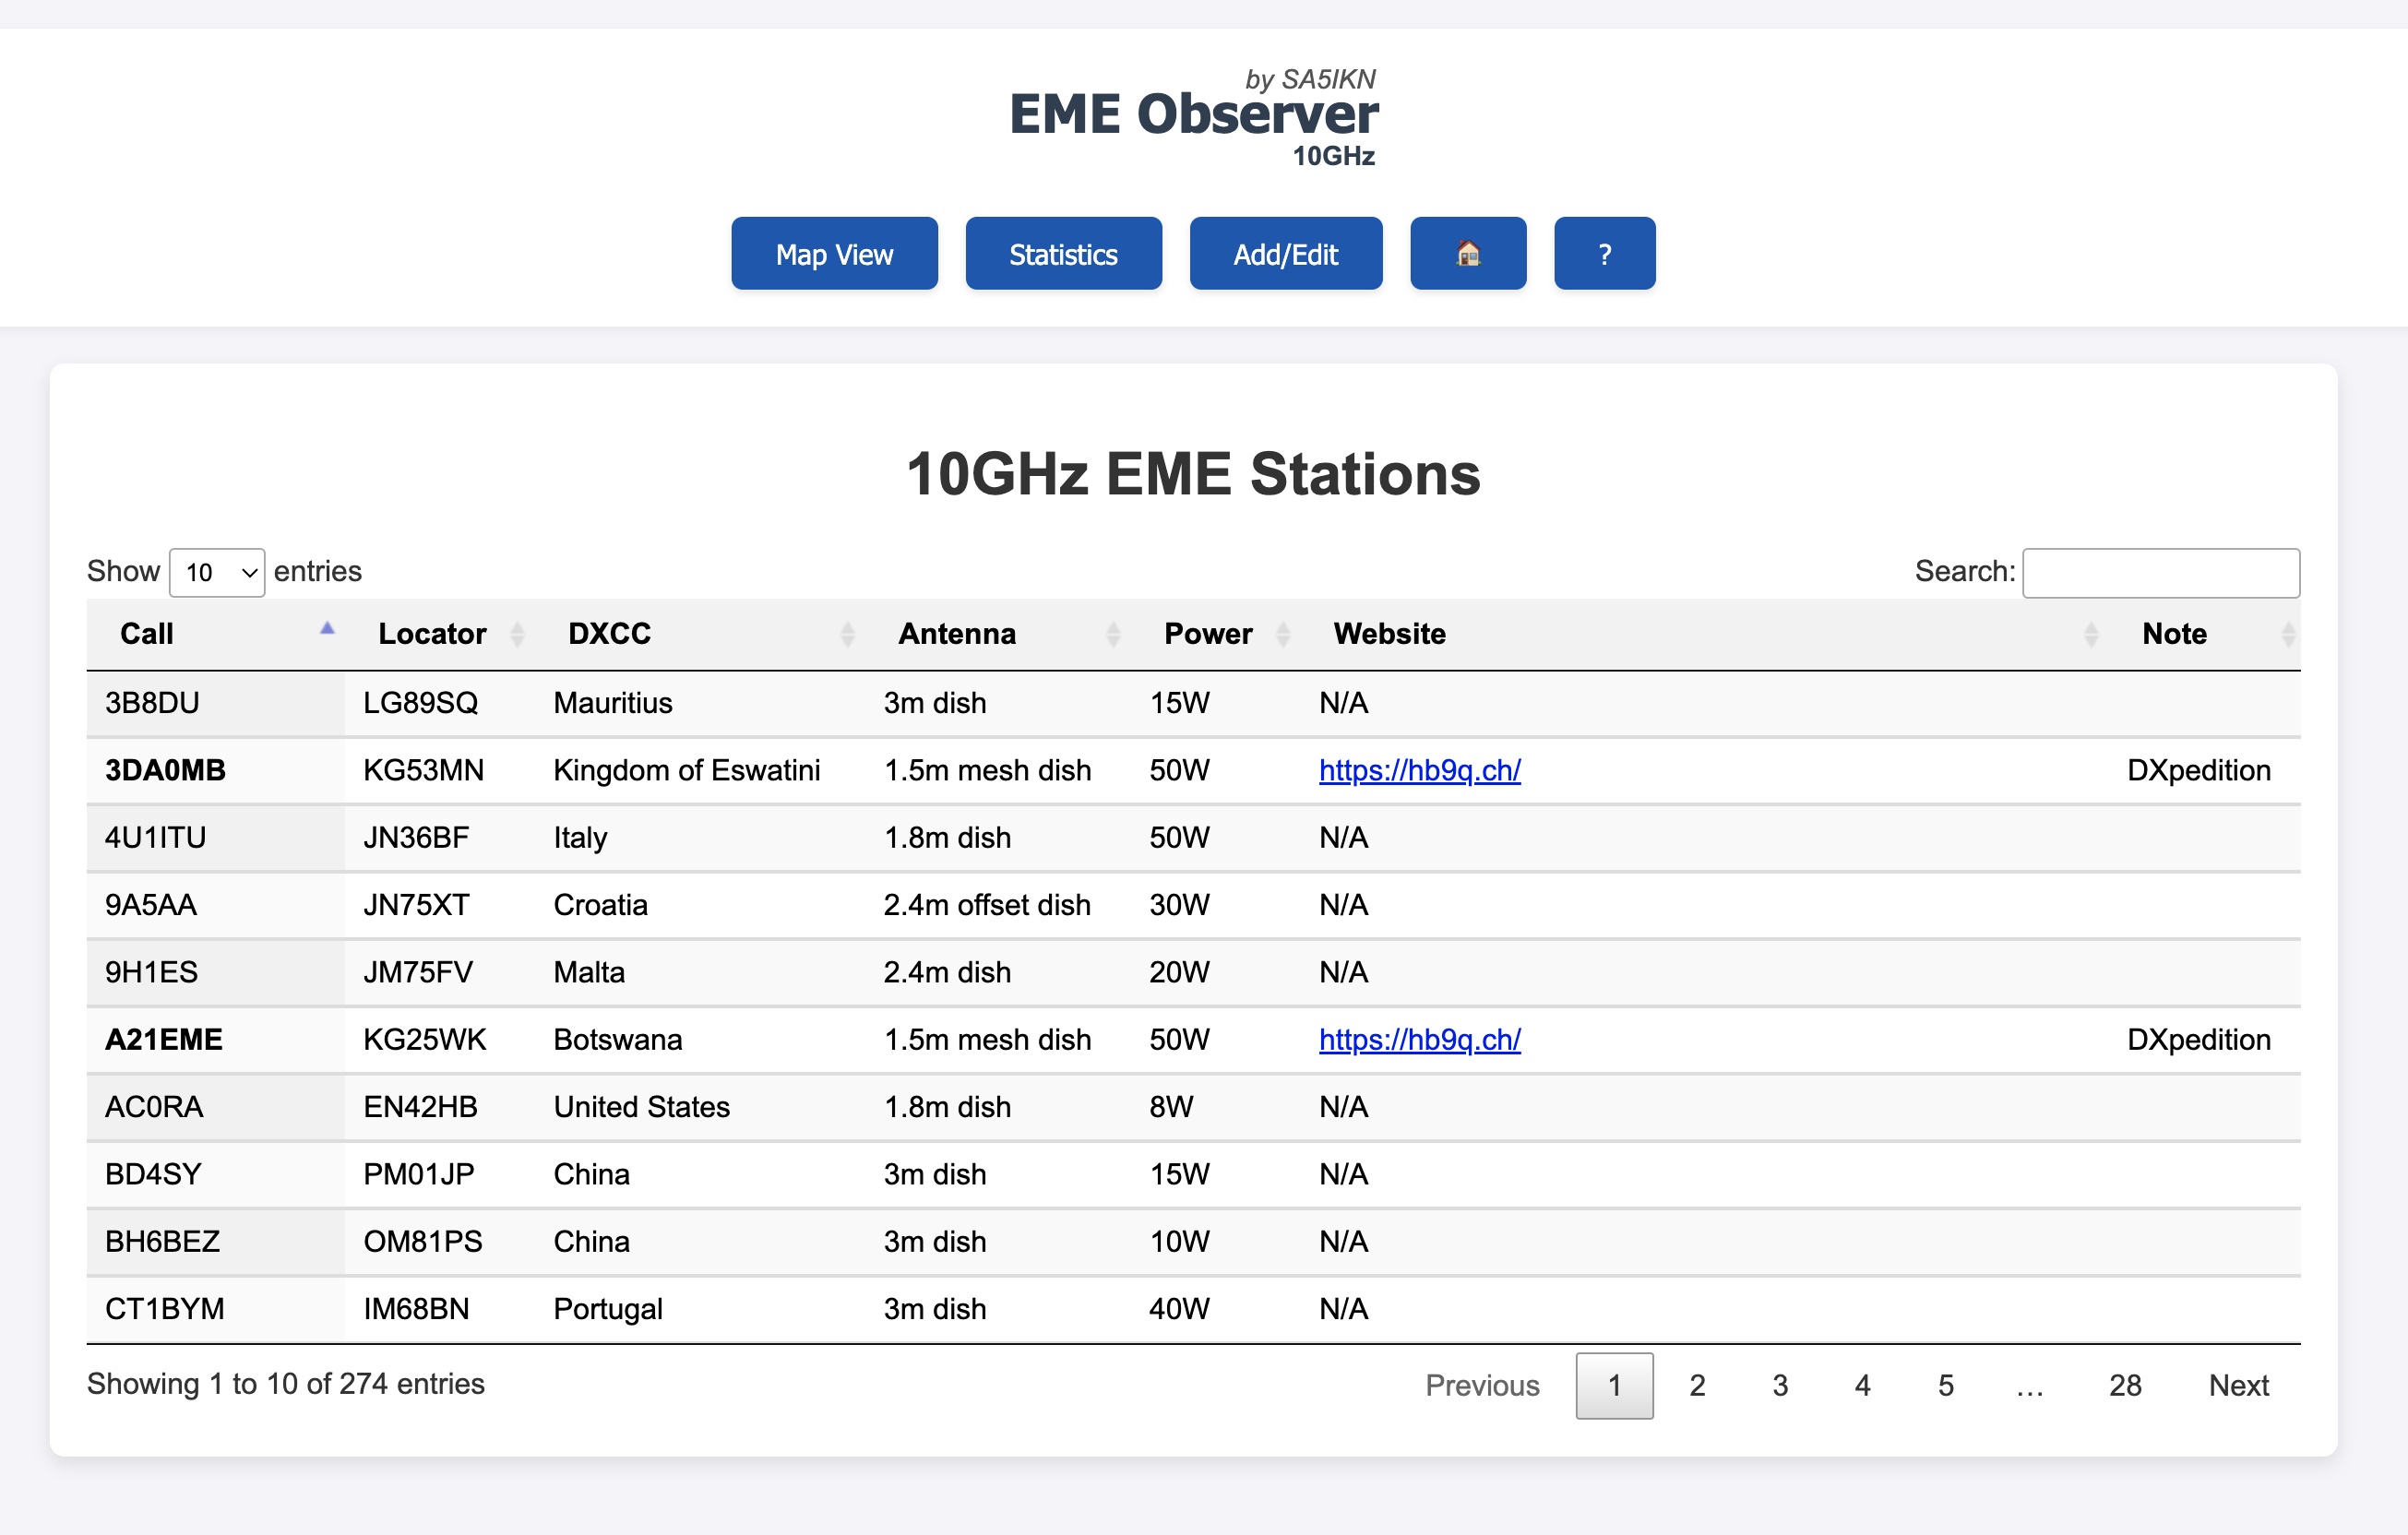 by SA5IKN
EME Observer
10GHz
Map View Statistics Add/Edit ?
10GHz EME Stations
Show 10 entries Search:
Call Locator DXCC Antenna Power Website Note
3B8DU LG89SQ Mauritius 3m dish 15W N/A
3DA0MB KG53MN Kingdom of Eswatini 1.5m mesh dish 50W https://hb9q.ch/ DXpedition
4U1ITU JN36BF Italy 1.8m dish 50W N/A
9A5AA JN75XT Croatia 2.4m offset dish 30W N/A
9H1ES JM75FV Malta 2.4m dish 20W N/A
A21EME KG25WK Botswana 1.5m mesh dish 50W https://hb9q.ch/ DXpedition
AC0RA EN42HB United States 1.8m dish 8W N/A
BD4SY PM01JP China 3m dish 15W N/A
BH6BEZ OM81PS China 3m dish 10W N/A
CT1BYM IM68BN Portugal 3m dish 40W N/A
Showing 1 to 10 of 274 entries Previous 1 2 3 4 5 … 28 Next